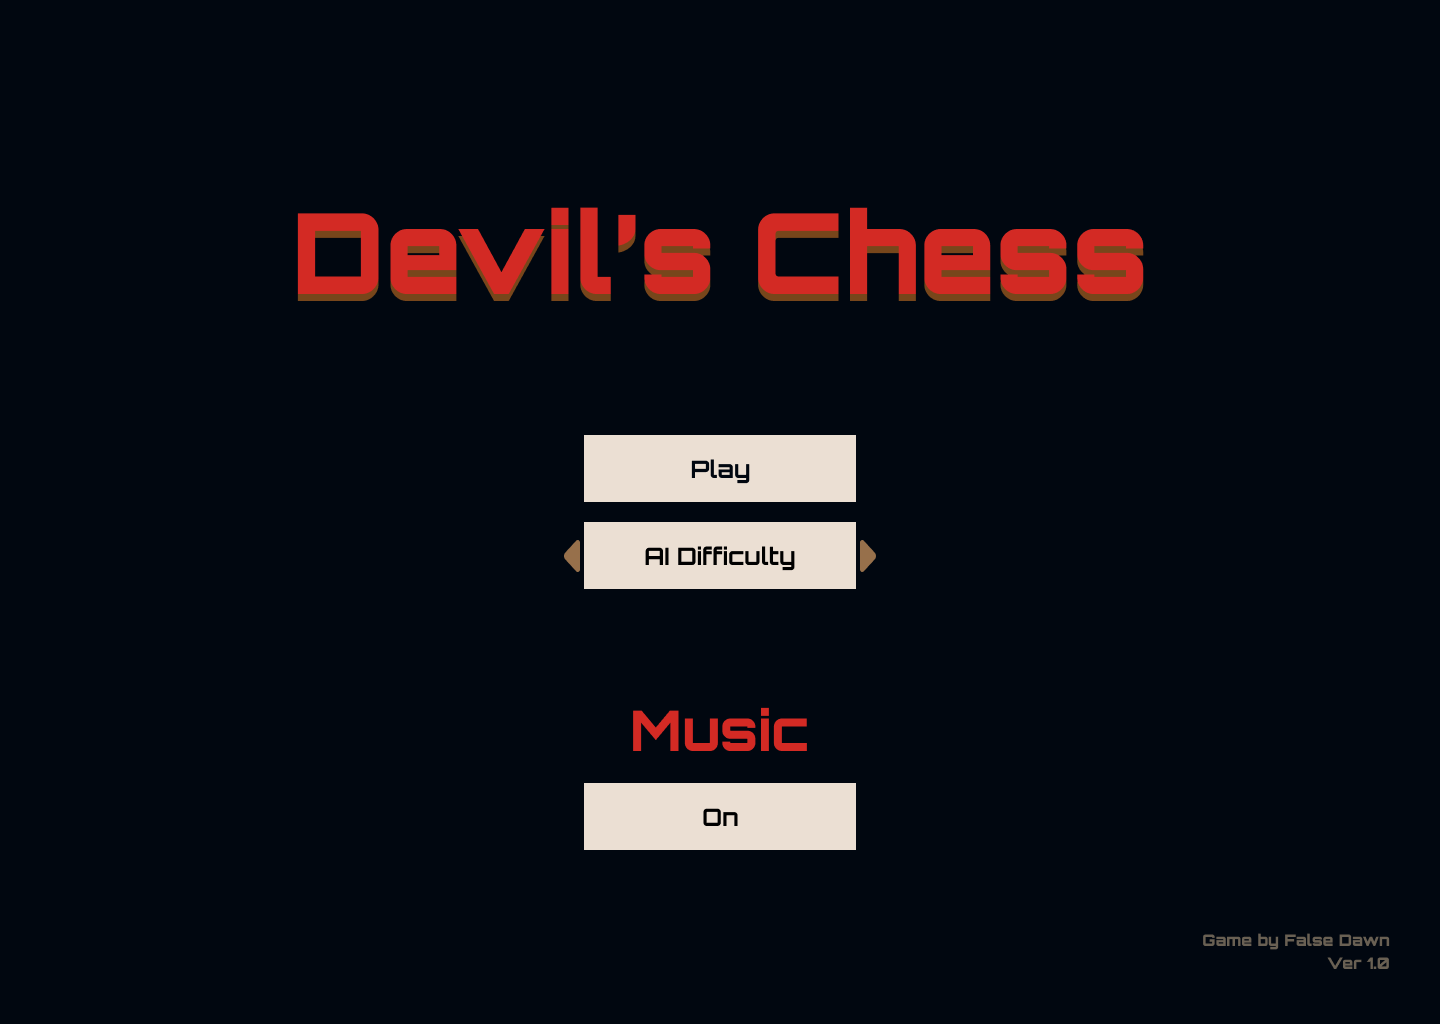 Devil's Chess
Play
AI Difficulty
Music
On
Game by False Dawn
Ver 1.0